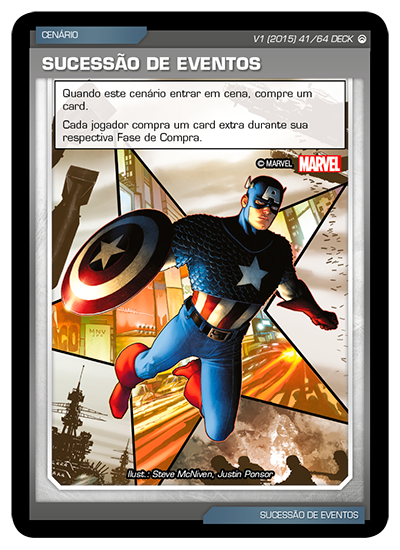 CENÁRIO
V1 (2015) 41/64 DECK
SUCESSÃO DE EVENTOS
Quando este cenário entrar em cena, compre um
card.
Cada jogador compra um card extra durante sua
respectiva Fase de Compra.
© MARVEL MARVEL
MNV
JPN
Ilust.: Steve McNiven, Justin Ponsor
SUCESSÃO DE EVENTOS